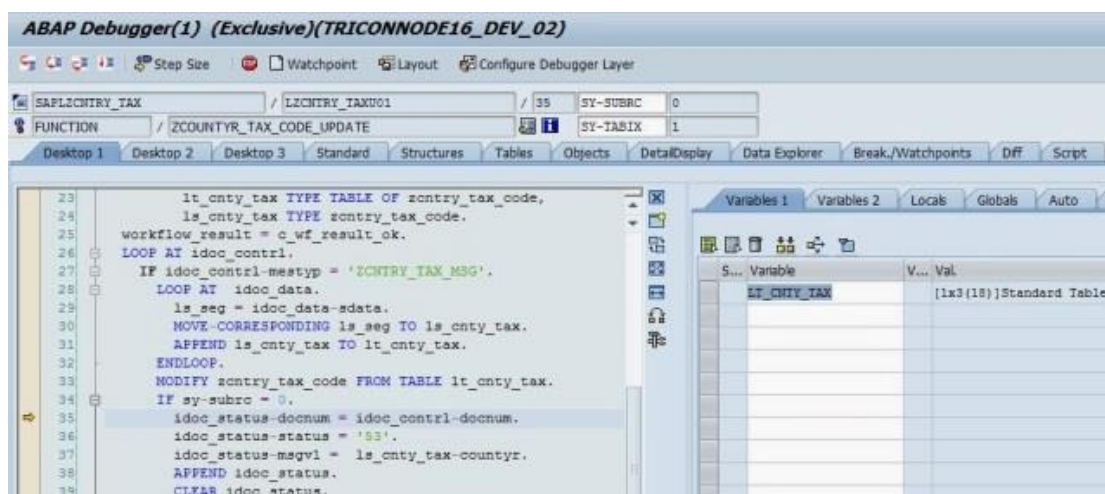 ABAP Debugger(1) (Exclusive)(TRICONNODE16_DEV_02)
Step Size Watchpoint Layout Configure Debugger Layer
SAPLZCNTRY_TAX / LZCNTRY_TAXU01 / 35 SY-SUBRC 0
FUNCTION / ZCOUNTYR_TAX_CODE_UPDATE SY-TABIX 1
Desktop 1 Desktop 2 Desktop 3 Standard Structures Tables Objects DetailDisplay Data Explorer Break./Watchpoints Diff Script
Variables 1 Variables 2 Locals Globals Auto
S... Variable V... Val.
LT_CNTY_TAX [1x3(18)]Standard Table
23 lt_cnty_tax TYPE TABLE OF zcntry_tax_code,
24 ls_cnty_tax TYPE zcntry_tax_code.
25 workflow_result = c_wf_result_ok.
26 LOOP AT idoc_contrl.
27 IF idoc_contrl-mestyp = 'ZCNTRY_TAX_MSG'.
28 LOOP AT idoc_data.
29 ls_seg = idoc_data-sdata.
30 MOVE-CORRESPONDING ls_seg TO ls_cnty_tax.
31 APPEND ls_cnty_tax TO lt_cnty_tax.
32 ENDLOOP.
33 MODIFY zcntry_tax_code FROM TABLE lt_cnty_tax.
34 IF sy-subrc = 0.
35 idoc_status-docnum = idoc_contrl-docnum.
36 idoc_status-status = '53'.
37 idoc_status-msgv1 = ls_cnty_tax-countyr.
38 APPEND idoc_status.
39 CLEAR idoc_status.